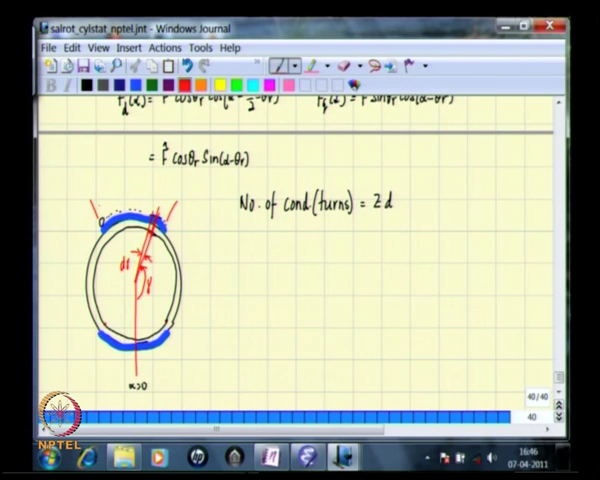 salrot_cylstat_nptel.jnt - Windows Journal
File Edit View Insert Actions Tools Help
= F̂ cosθr Sin(α-θr)
No. of cond(turns) = Z d
dγ
γ
α=0
40/40
40
NPTEL
16:46
07-04-2011